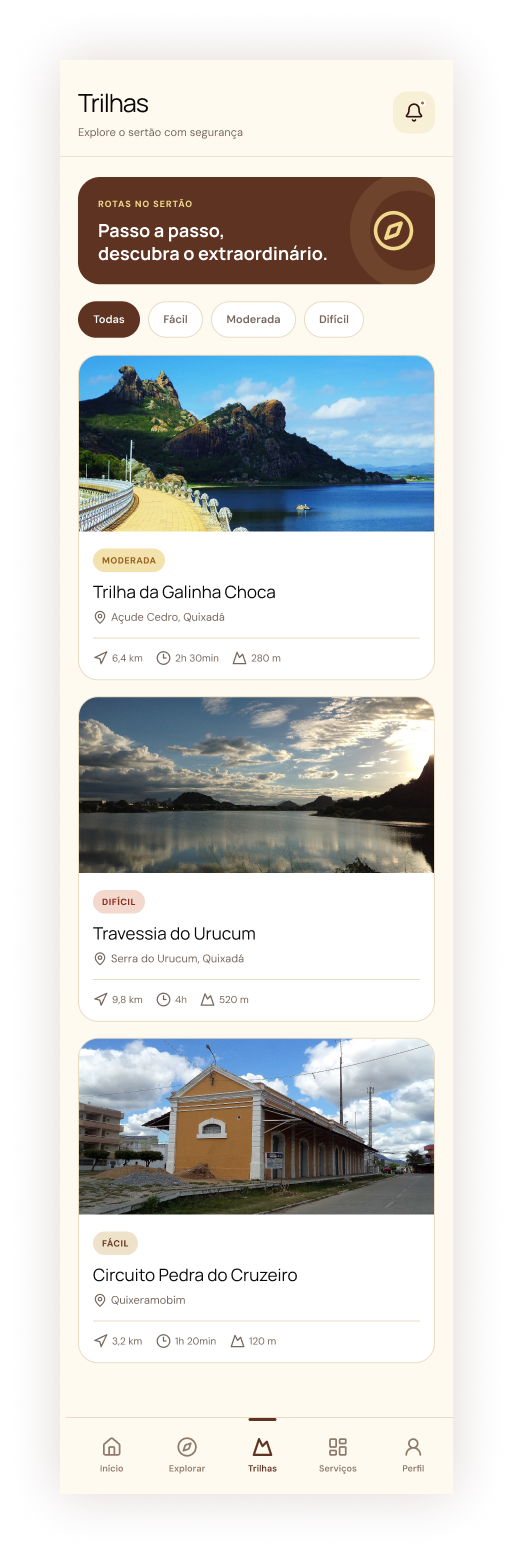 Trilhas
Explore o sertão com segurança
ROTAS NO SERTÃO
Passo a passo,
descubra o extraordinário.
Todas
Fácil
Moderada
Difícil
MODERADA
Trilha da Galinha Choca
Açude Cedro, Quixadá
6,4 km
2h 30min
280 m
DIFÍCIL
Travessia do Urucum
Serra do Urucum, Quixadá
9,8 km
4h
520 m
FÁCIL
Circuito Pedra do Cruzeiro
Quixeramobim
3,2 km
1h 20min
120 m
Início
Explorar
Trilhas
Serviços
Perfil